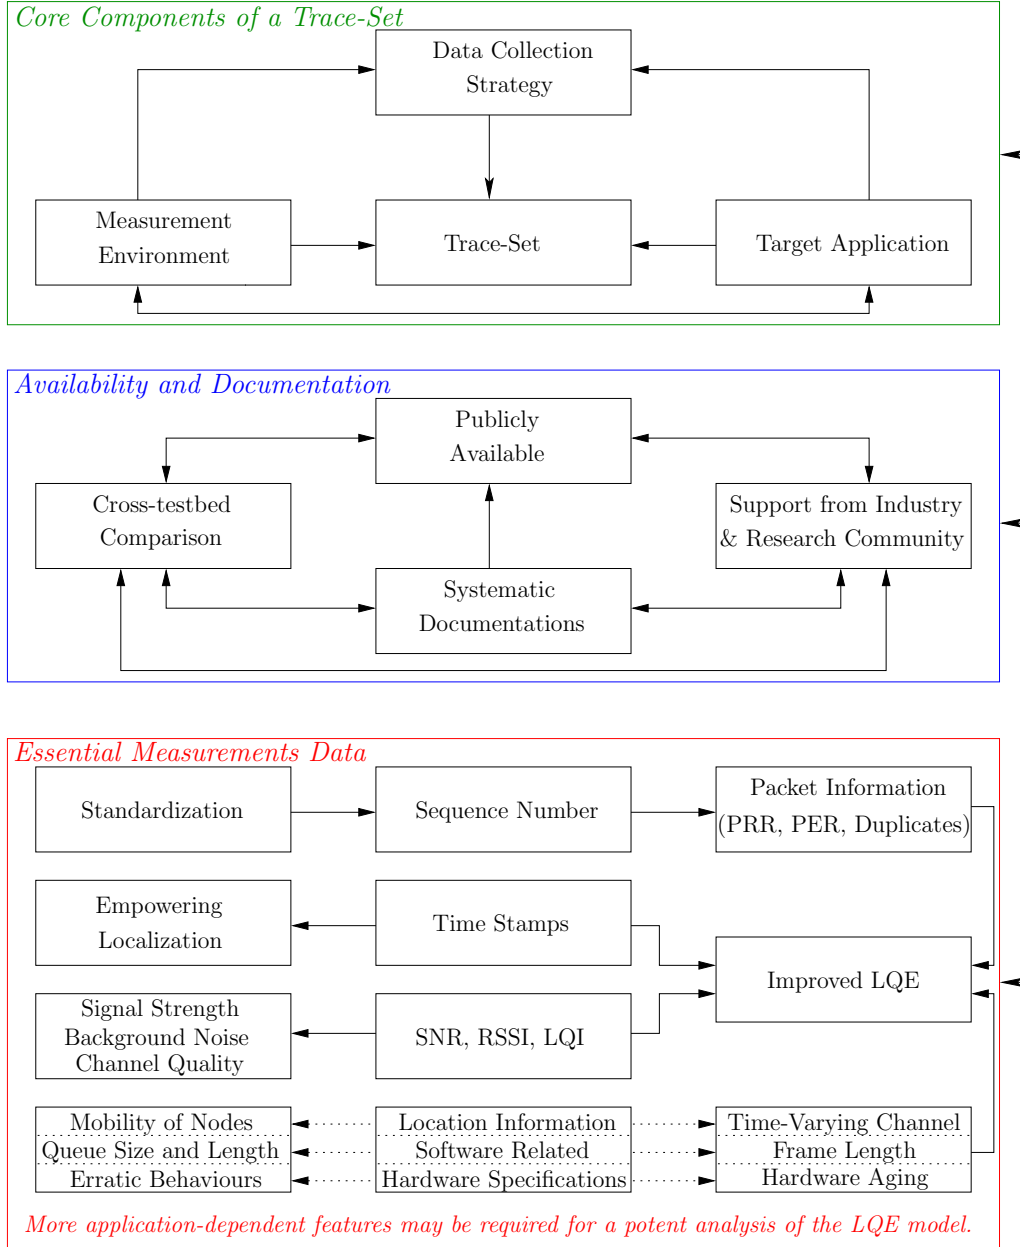 Core Components of a Trace-Set
Data Collection
Strategy
Measurement
Environment
Trace-Set
Target Application
Availability and Documentation
Publicly
Available
Cross-testbed
Comparison
Support from Industry
& Research Community
Systematic
Documentations
Essential Measurements Data
Standardization
Sequence Number
Packet Information
(PRR, PER, Duplicates)
Empowering
Localization
Time Stamps
Improved LQE
Signal Strength
Background Noise
Channel Quality
SNR, RSSI, LQI
Mobility of Nodes
Location Information
Time-Varying Channel
Queue Size and Length
Software Related
Frame Length
Erratic Behaviours
Hardware Specifications
Hardware Aging
More application-dependent features may be required for a potent analysis of the LQE model.